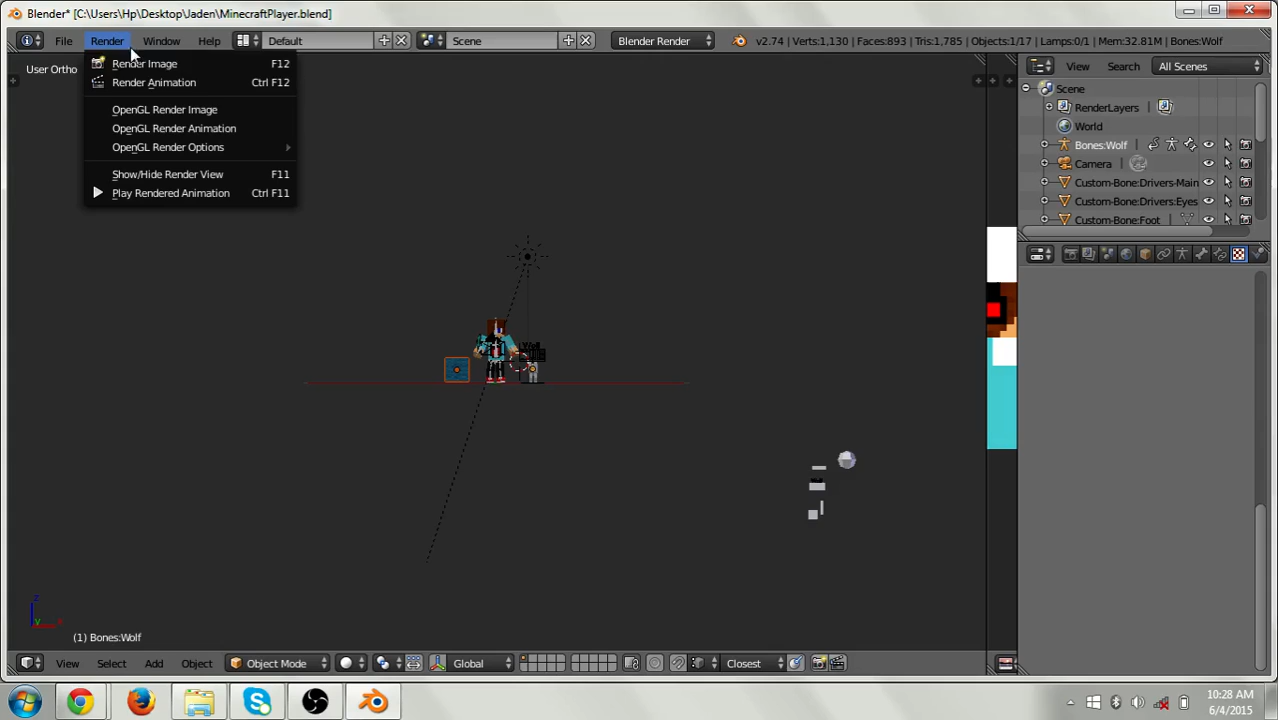 Blender* [C:\Users\Hp\Desktop\Jaden\MinecraftPlayer.blend]
File Render Window Help Default Scene Blender Render v2.74 | Verts:1,130 | Faces:893 | Tris:1,785 | Objects:1/17 | Lamps:0/1 | Mem:32.81M | Bones:Wolf
User Ortho
Render Image F12
Render Animation Ctrl F12
OpenGL Render Image
OpenGL Render Animation
OpenGL Render Options
Show/Hide Render View F11
Play Rendered Animation Ctrl F11
View Search All Scenes
Scene
RenderLayers
World
Bones:Wolf
Camera
Custom-Bone:Drivers-Main
Custom-Bone:Drivers:Eyes
Custom-Bone:Foot
z
y x
(1) Bones:Wolf
View Select Add Object Object Mode Global Closest
10:28 AM
6/4/2015